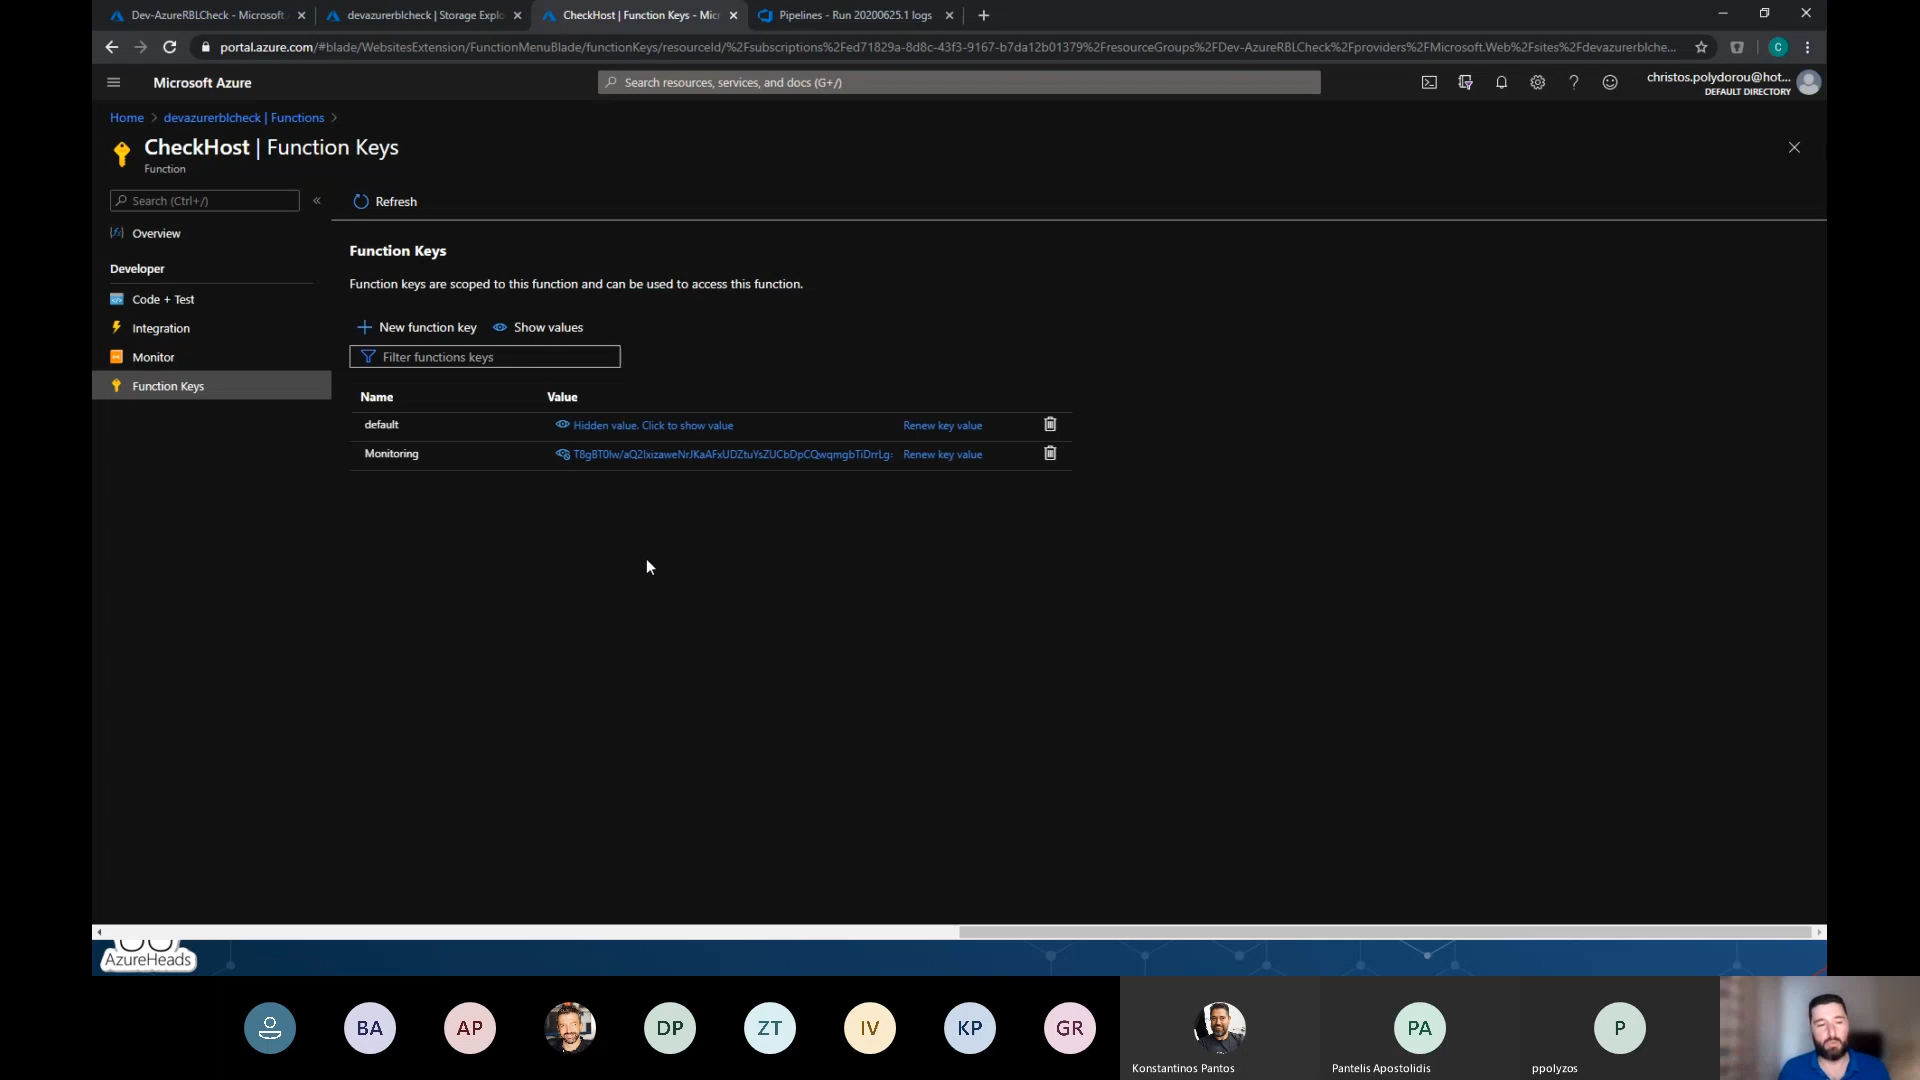 Dev-AzureRBLCheck - Microsoft
devazurerblcheck | Storage Explo
CheckHost | Function Keys - Mic
Pipelines - Run 20200625.1 logs
portal.azure.com/#blade/WebsitesExtension/FunctionMenuBlade/functionKeys/resourceId/%2Fsubscriptions%2Fed71829a-8d8c-43f3-9167-b7da12b01379%2FresourceGroups%2FDev-AzureRBLCheck%2Fproviders%2FMicrosoft.Web%2Fsites%2Fdevazurerblche...
C
Microsoft Azure
Search resources, services, and docs (G+/)
christos.polydorou@hot...
DEFAULT DIRECTORY
Home > devazurerblcheck | Functions >
CheckHost | Function Keys
Function
Search (Ctrl+/)
Refresh
Overview
Developer
Code + Test
Integration
Monitor
Function Keys
Function Keys
Function keys are scoped to this function and can be used to access this function.
New function key
Show values
Filter functions keys
Name Value
default Hidden value. Click to show value Renew key value
Monitoring Renew key value
AzureHeads
BA AP DP ZT IV KP GR PA P
Konstantinos Pantos
Pantelis Apostolidis
ppolyzos